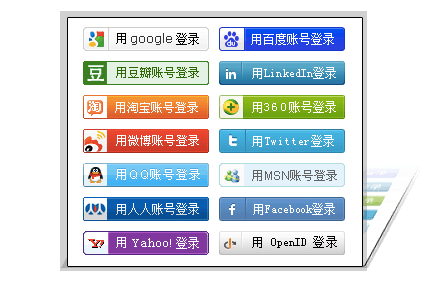 用 google 登录 用百度账号登录
豆 用豆瓣账号登录 in 用LinkedIn登录
淘 用淘宝账号登录 用360账号登录
用微博账号登录 用Twitter登录
用QQ账号登录 用MSN账号登录
用人人账号登录 f 用Facebook登录
Y! 用 Yahoo! 登录 用 OpenID 登录